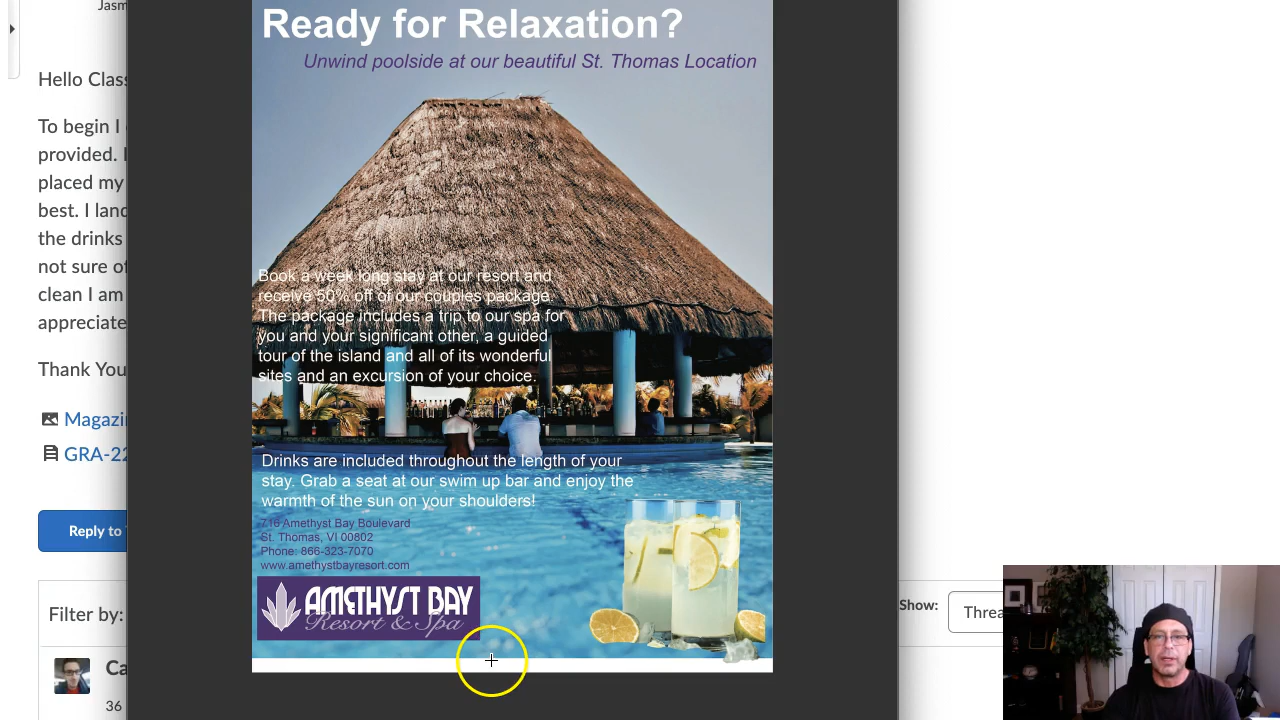 Jasm
Hello Class
To begin I
provided. I
placed my
best. I land
the drinks
not sure of
clean I am
appreciate
Thank You
Magazi
GRA-22
Reply to
Filter by:
Ca
36
Ready for Relaxation?
Unwind poolside at our beautiful St. Thomas Location
Book a week long stay at our resort and
receive 50% off of our couples package.
The package includes a trip to our spa for
you and your significant other, a guided
tour of the island and all of its wonderful
sites and an excursion of your choice.
Drinks are included throughout the length of your
stay. Grab a seat at our swim up bar and enjoy the
warmth of the sun on your shoulders!
716 Amethyst Bay Boulevard
St. Thomas, VI 00802
Phone: 866-323-7070
www.amethystbayresort.com
AMETHYST BAY
Resort & Spa
Show:
Threa